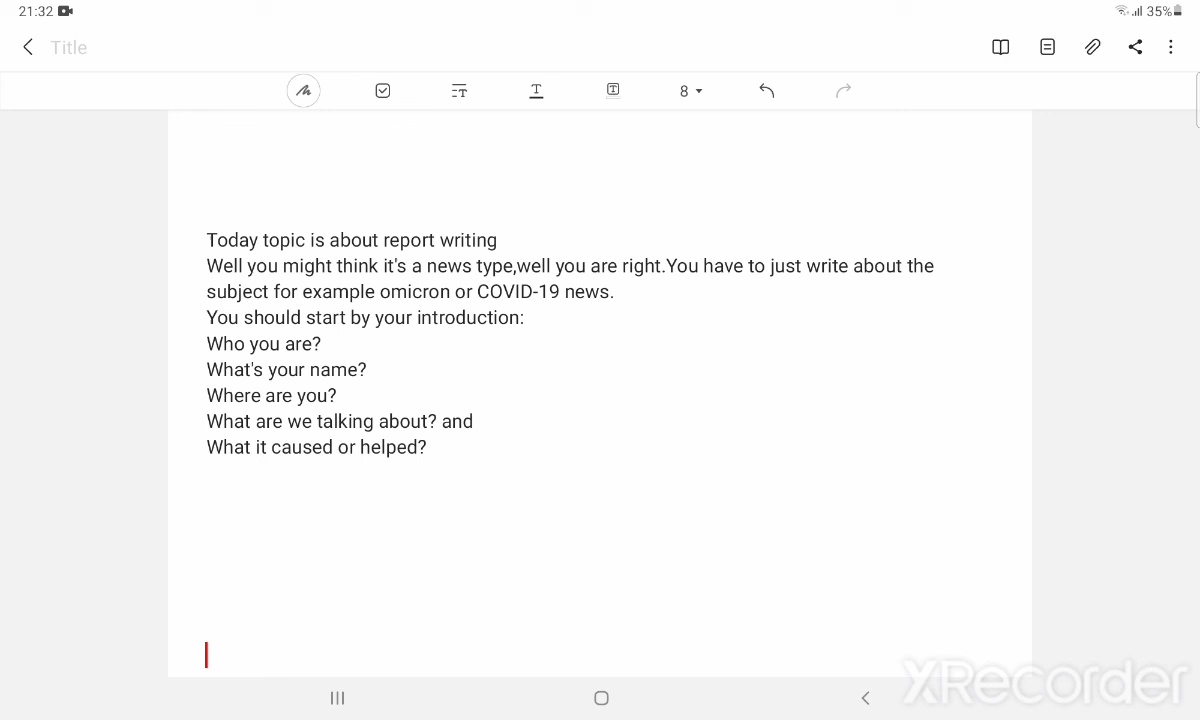 21:32
35%
Title
8
Today topic is about report writing
Well you might think it's a news type,well you are right.You have to just write about the
subject for example omicron or COVID-19 news.
You should start by your introduction:
Who you are?
What's your name?
Where are you?
What are we talking about? and
What it caused or helped?
XRecorder